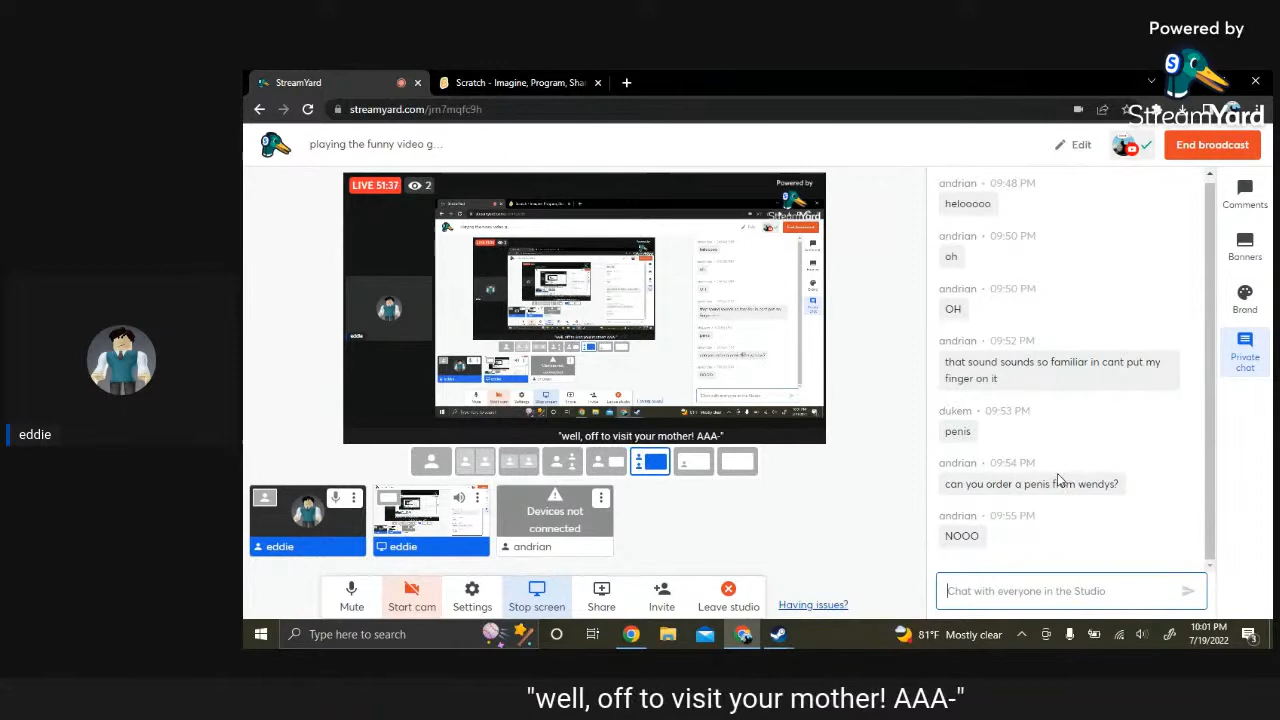 Powered by
StreamYard
StreamYard
Scratch - Imagine, Program, Shar
streamyard.com/jrn7mqfc9h
playing the funny video g...
Edit
End broadcast
LIVE 51:37
2
Powered by
StreamYard
eddie
"well, off to visit your mother! AAA-"
andrian • 09:48 PM
helooooo
andrian • 09:50 PM
oh
andrian • 09:50 PM
OH
andrian • 09:52 PM
that sound sounds so familiar in cant put my
finger on it
dukem • 09:53 PM
penis
andrian • 09:54 PM
can you order a penis from wendys?
andrian • 09:55 PM
NOOO
Chat with everyone in the Studio
Comments
Banners
Brand
Private
chat
eddie
eddie
eddie
Devices not
connected
andrian
Mute
Start cam
Settings
Stop screen
Share
Invite
Leave studio
Having issues?
Type here to search
81°F Mostly clear
10:01 PM
7/19/2022
3
"well, off to visit your mother! AAA-"